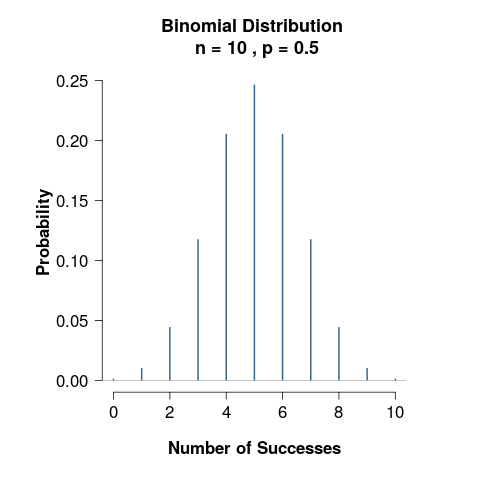 Binomial Distribution
n = 10 , p = 0.5
0.25
0.20
0.15
0.10
0.05
0.00
Probability
0 2 4 6 8 10
Number of Successes